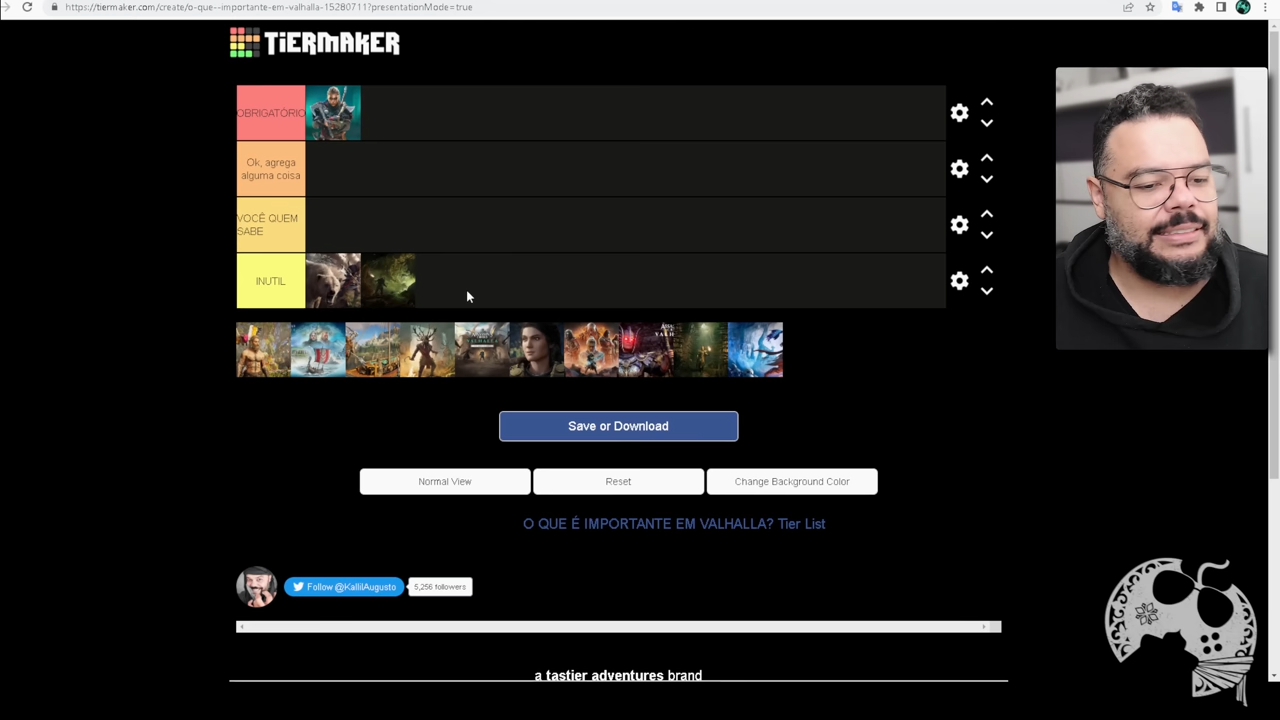 https://tiermaker.com/create/o-que--importante-em-valhalla-15280711?presentationMode=true
TiERMAKER
OBRIGATÓRIO
Ok, agrega
alguma coisa
VOCÊ QUEM
SABE
INUTIL
Save or Download
Normal View
Reset
Change Background Color
O QUE É IMPORTANTE EM VALHALLA? Tier List
Follow @KallilAugusto
5,256 followers
a tastier adventures brand